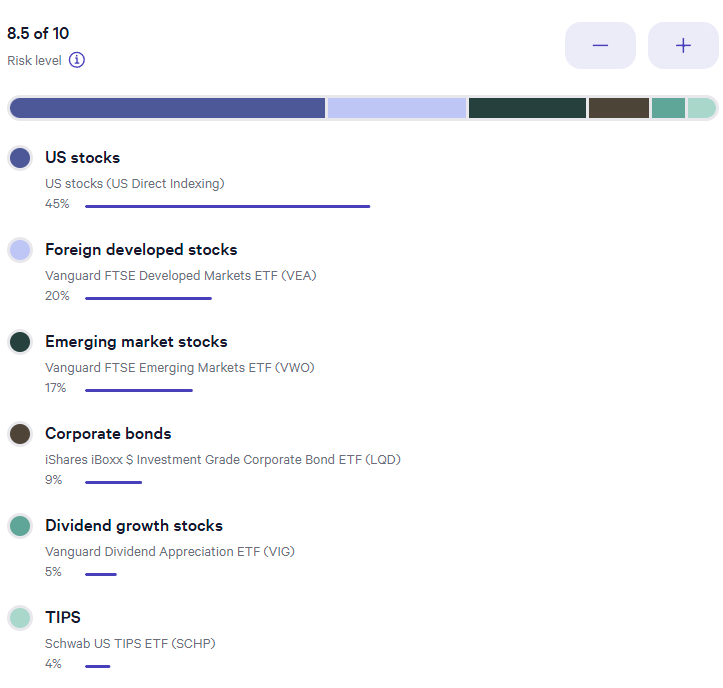 8.5 of 10
Risk level
US stocks
US stocks (US Direct Indexing)
45%
Foreign developed stocks
Vanguard FTSE Developed Markets ETF (VEA)
20%
Emerging market stocks
Vanguard FTSE Emerging Markets ETF (VWO)
17%
Corporate bonds
iShares iBoxx $ Investment Grade Corporate Bond ETF (LQD)
9%
Dividend growth stocks
Vanguard Dividend Appreciation ETF (VIG)
5%
TIPS
Schwab US TIPS ETF (SCHP)
4%